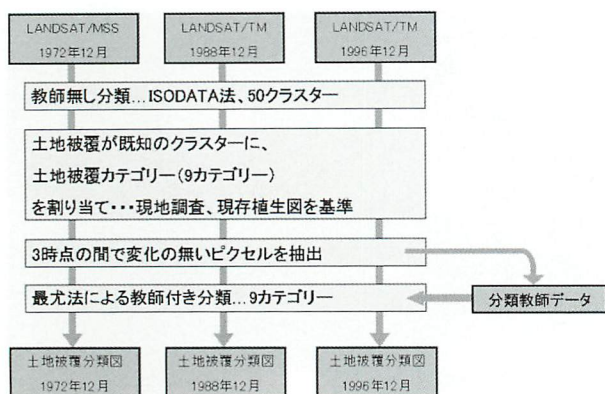 LANDSAT/MSS
1972年12月
LANDSAT/TM
1988年12月
LANDSAT/TM
1996年12月
教師無し分類…ISODATA法、50クラスター
土地被覆が既知のクラスターに、
土地被覆カテゴリー(9カテゴリー)
を割り当て・・・現地調査、現存植生図を基準
3時点の間で変化の無いピクセルを抽出
最尤法による教師付き分類…9カテゴリー
分類教師データ
土地被覆分類図
1972年12月
土地被覆分類図
1988年12月
土地被覆分類図
1996年12月